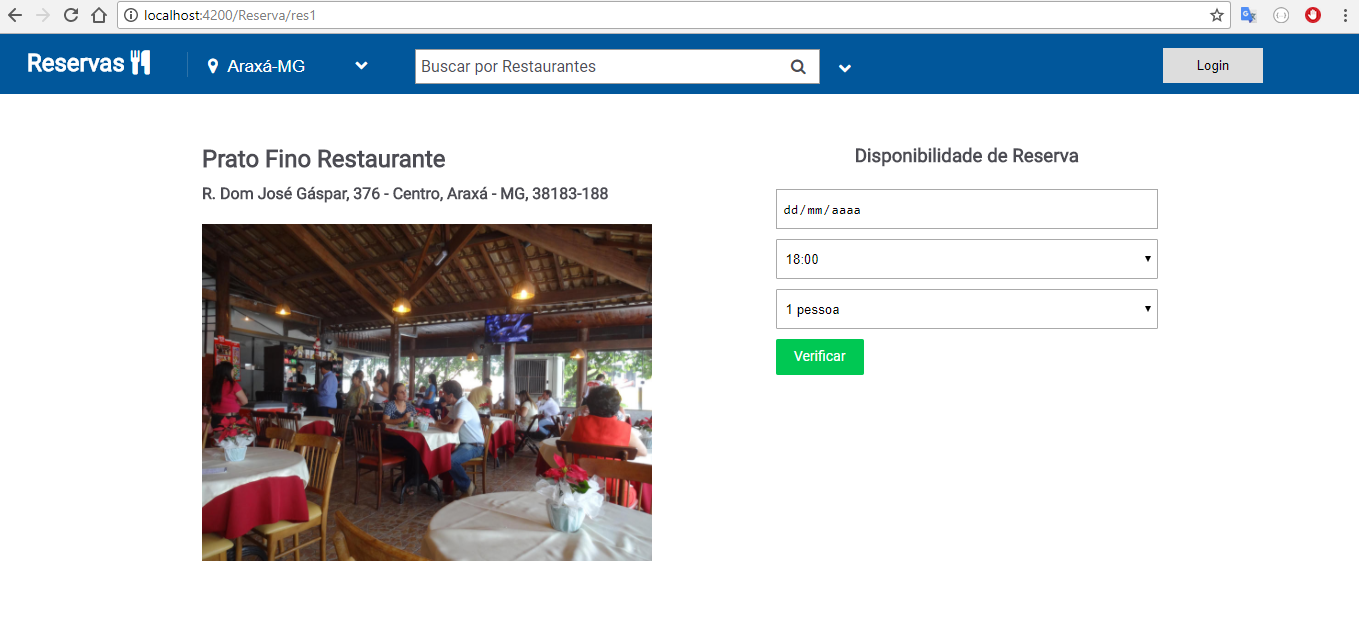 localhost:4200/Reserva/res1
Reservas
Araxá-MG
Buscar por Restaurantes
Login
Prato Fino Restaurante
R. Dom José Gáspar, 376 - Centro, Araxá - MG, 38183-188
Disponibilidade de Reserva
dd/mm/aaaa
18:00
1 pessoa
Verificar